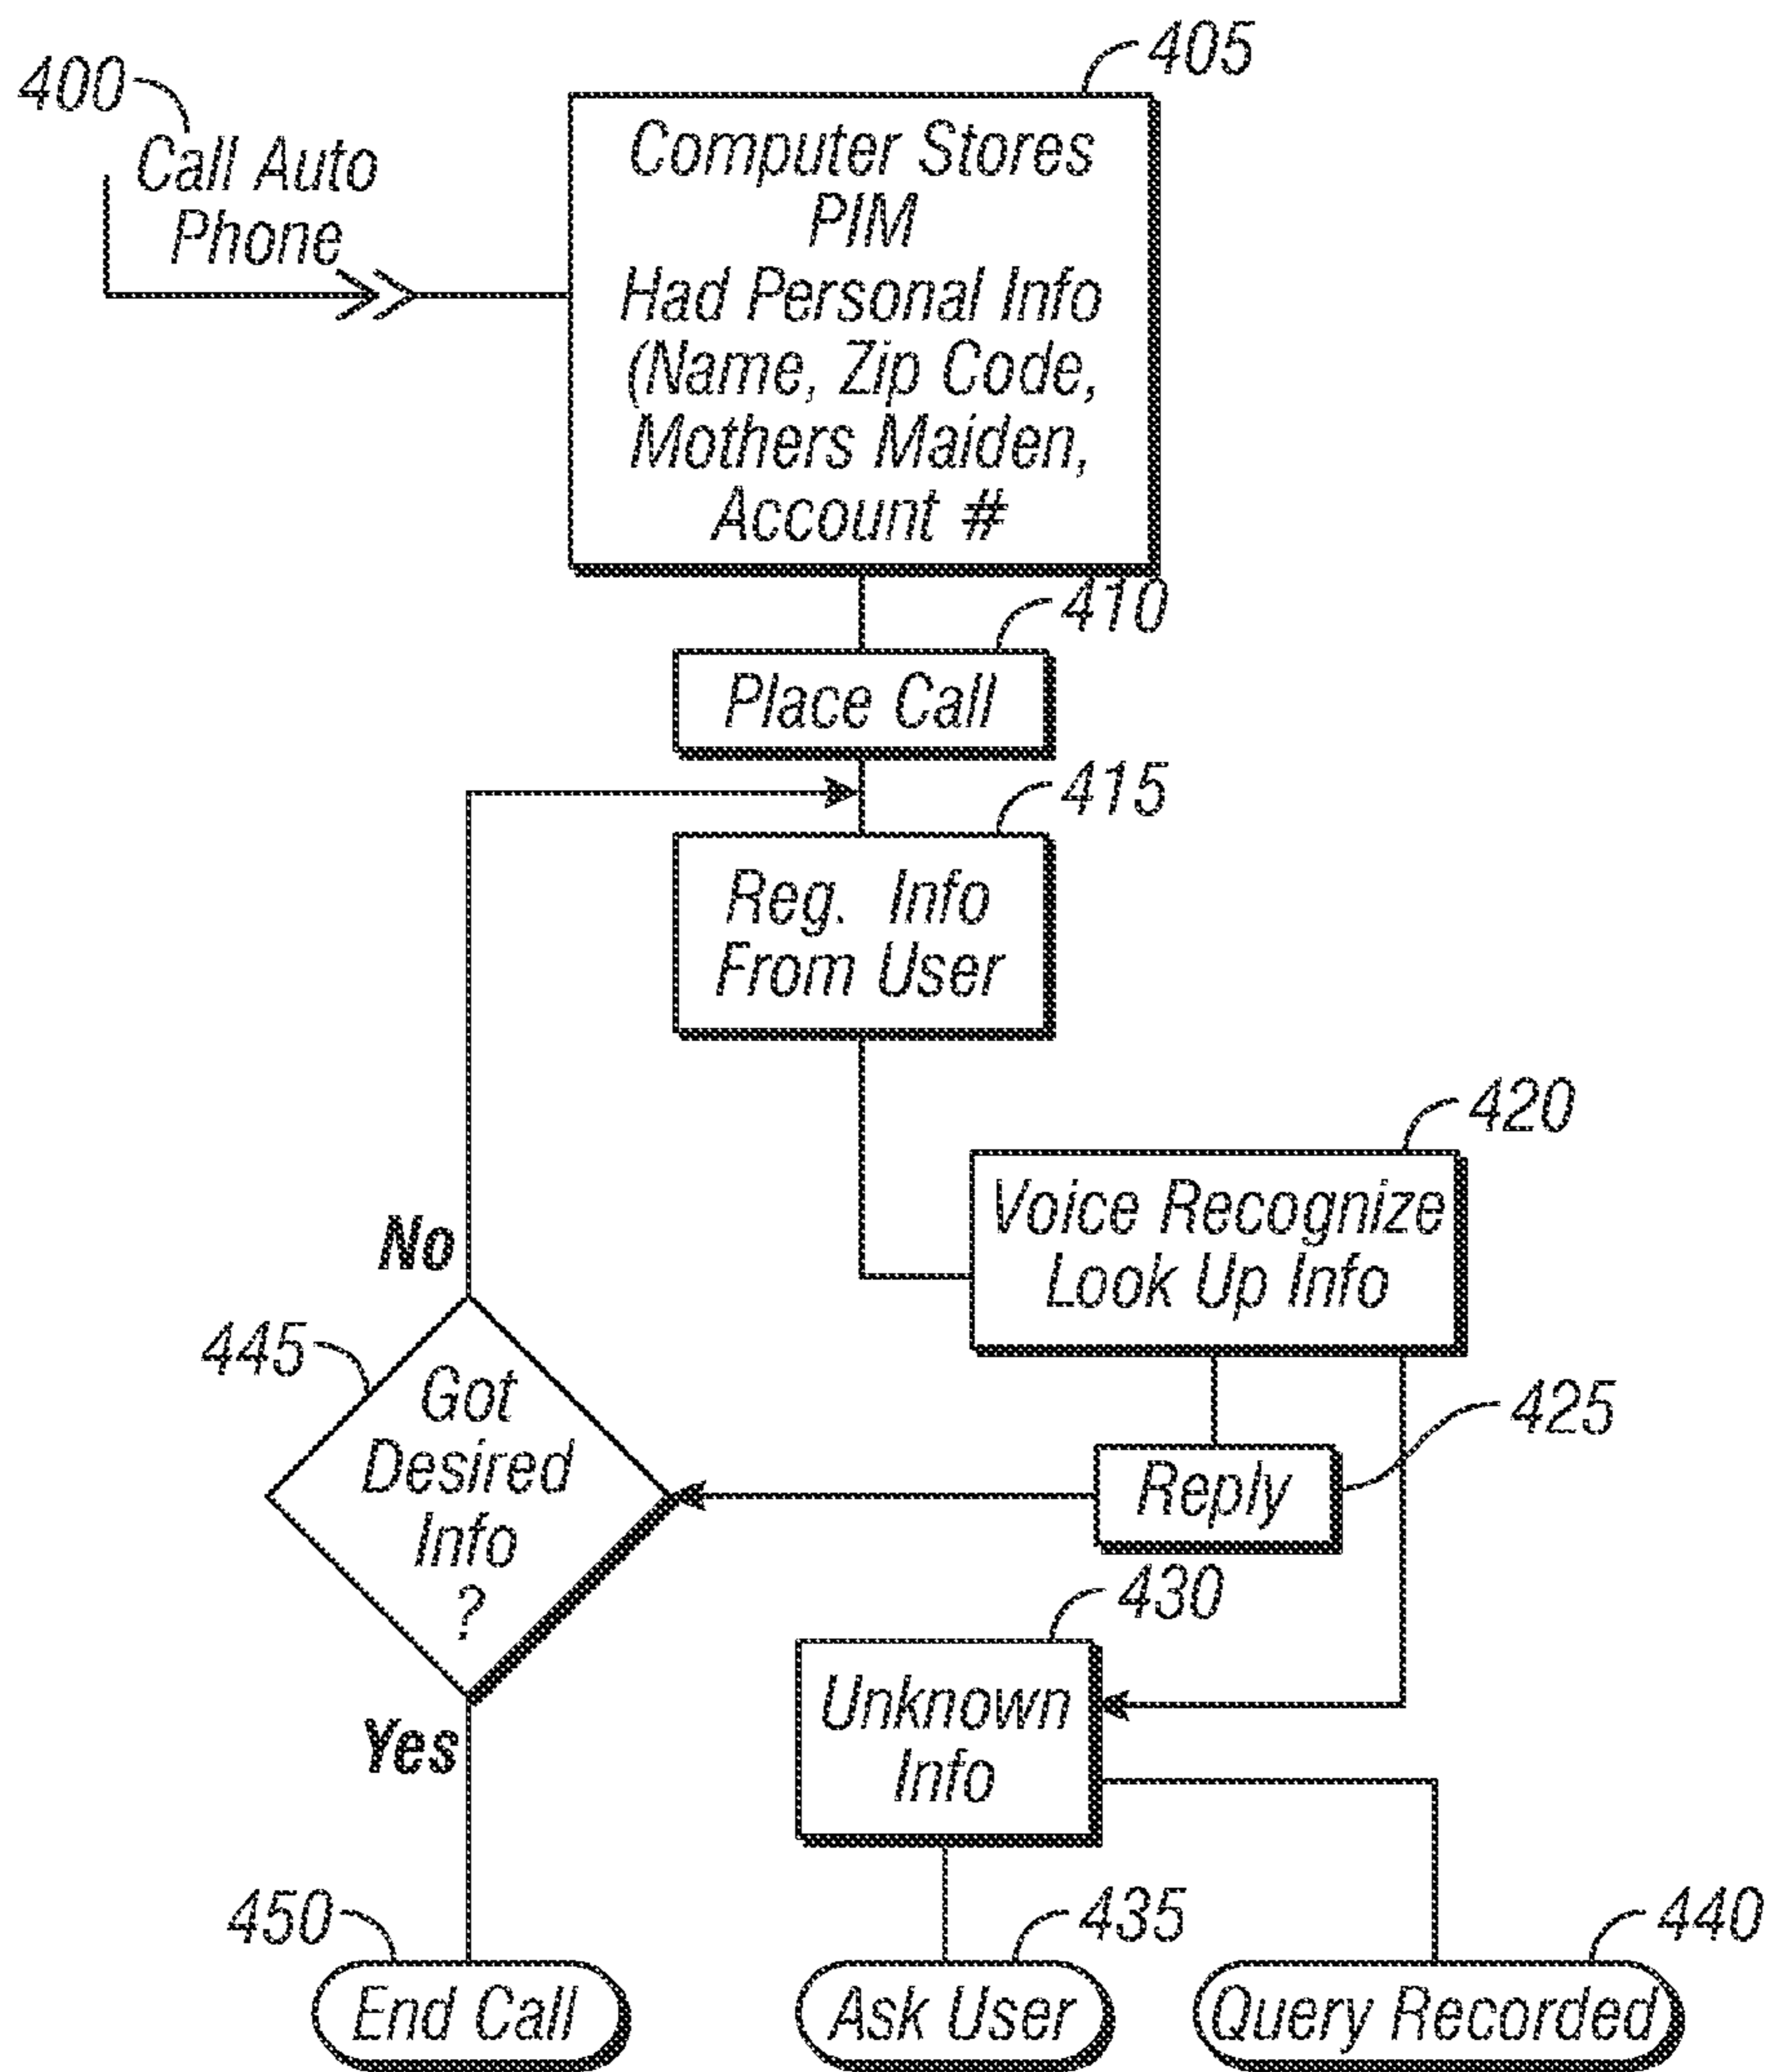 405
400
Call Auto
Phone
Computer Stores
PIM
Had Personal Info
(Name, Zip Code,
Mothers Maiden,
Account #
410
Place Call
415
Reg. Info
From User
420
Voice Recognize
Look Up Info
No
445
Got
Desired
Info
?
425
Reply
430
Unknown
Info
Yes
450
End Call
435
Ask User
440
Query Recorded